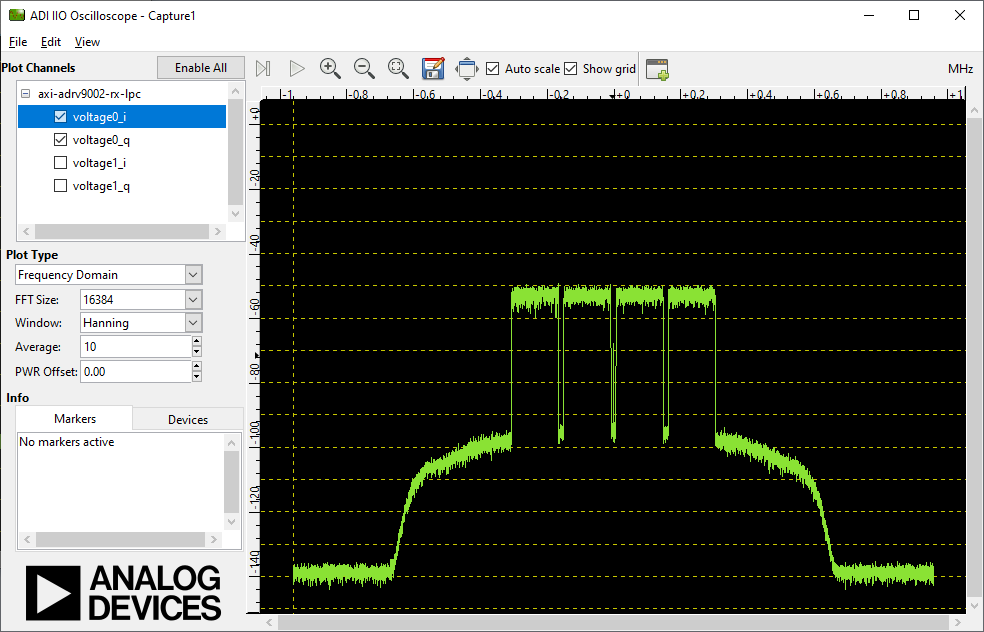 ADI IIO Oscilloscope - Capture1
File Edit View
Plot Channels Enable All Auto scale Show grid MHz
axi-adrv9002-rx-lpc
voltage0_i
voltage0_q
voltage1_i
voltage1_q
-1 -0,8 -0,6 -0,4 -0,2 +0 +0,2 +0,4 +0,6 +0,8 +1
+0
-20
-40
-60
-80
-100
-120
-140
Plot Type
Frequency Domain
FFT Size: 16384
Window: Hanning
Average: 10
PWR Offset: 0.00
Info
Markers Devices
No markers active
ANALOG
DEVICES